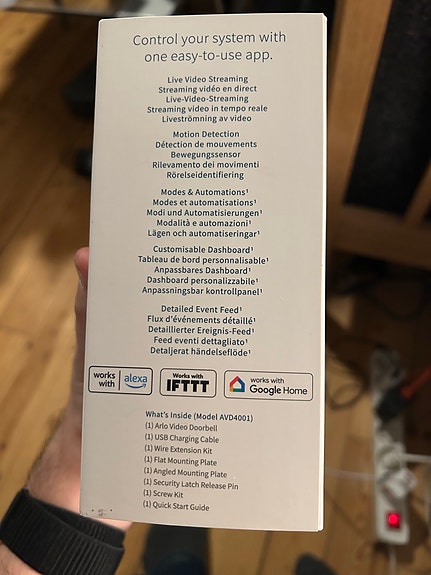 Control your system with
one easy-to-use app.
Live Video Streaming
Streaming vidéo en direct
Live-Video-Streaming
Streaming video in tempo reale
Liveströmning av video
Motion Detection
Détection de mouvements
Bewegungssensor
Rilevamento dei movimenti
Rörelseidentifiering
Modes & Automations¹
Modes et automatisations¹
Modi und Automatisierungen¹
Modalità e automazioni¹
Lägen och automatiseringar¹
Customisable Dashboard¹
Tableau de bord personnalisable¹
Anpassbares Dashboard¹
Dashboard personalizzabile¹
Anpassningsbar kontrollpanel¹
Detailed Event Feed¹
Flux d'événements détaillé¹
Detaillierter Ereignis-Feed¹
Feed eventi dettagliato¹
Detaljerat händelseflöde¹
works with alexa
Works with IFTTT
works with Google Home
What's Inside (Model AVD4001)
(1) Arlo Video Doorbell
(1) USB Charging Cable
(1) Wire Extension Kit
(1) Flat Mounting Plate
(1) Angled Mounting Plate
(1) Security Latch Release Pin
(1) Screw Kit
(1) Quick Start Guide